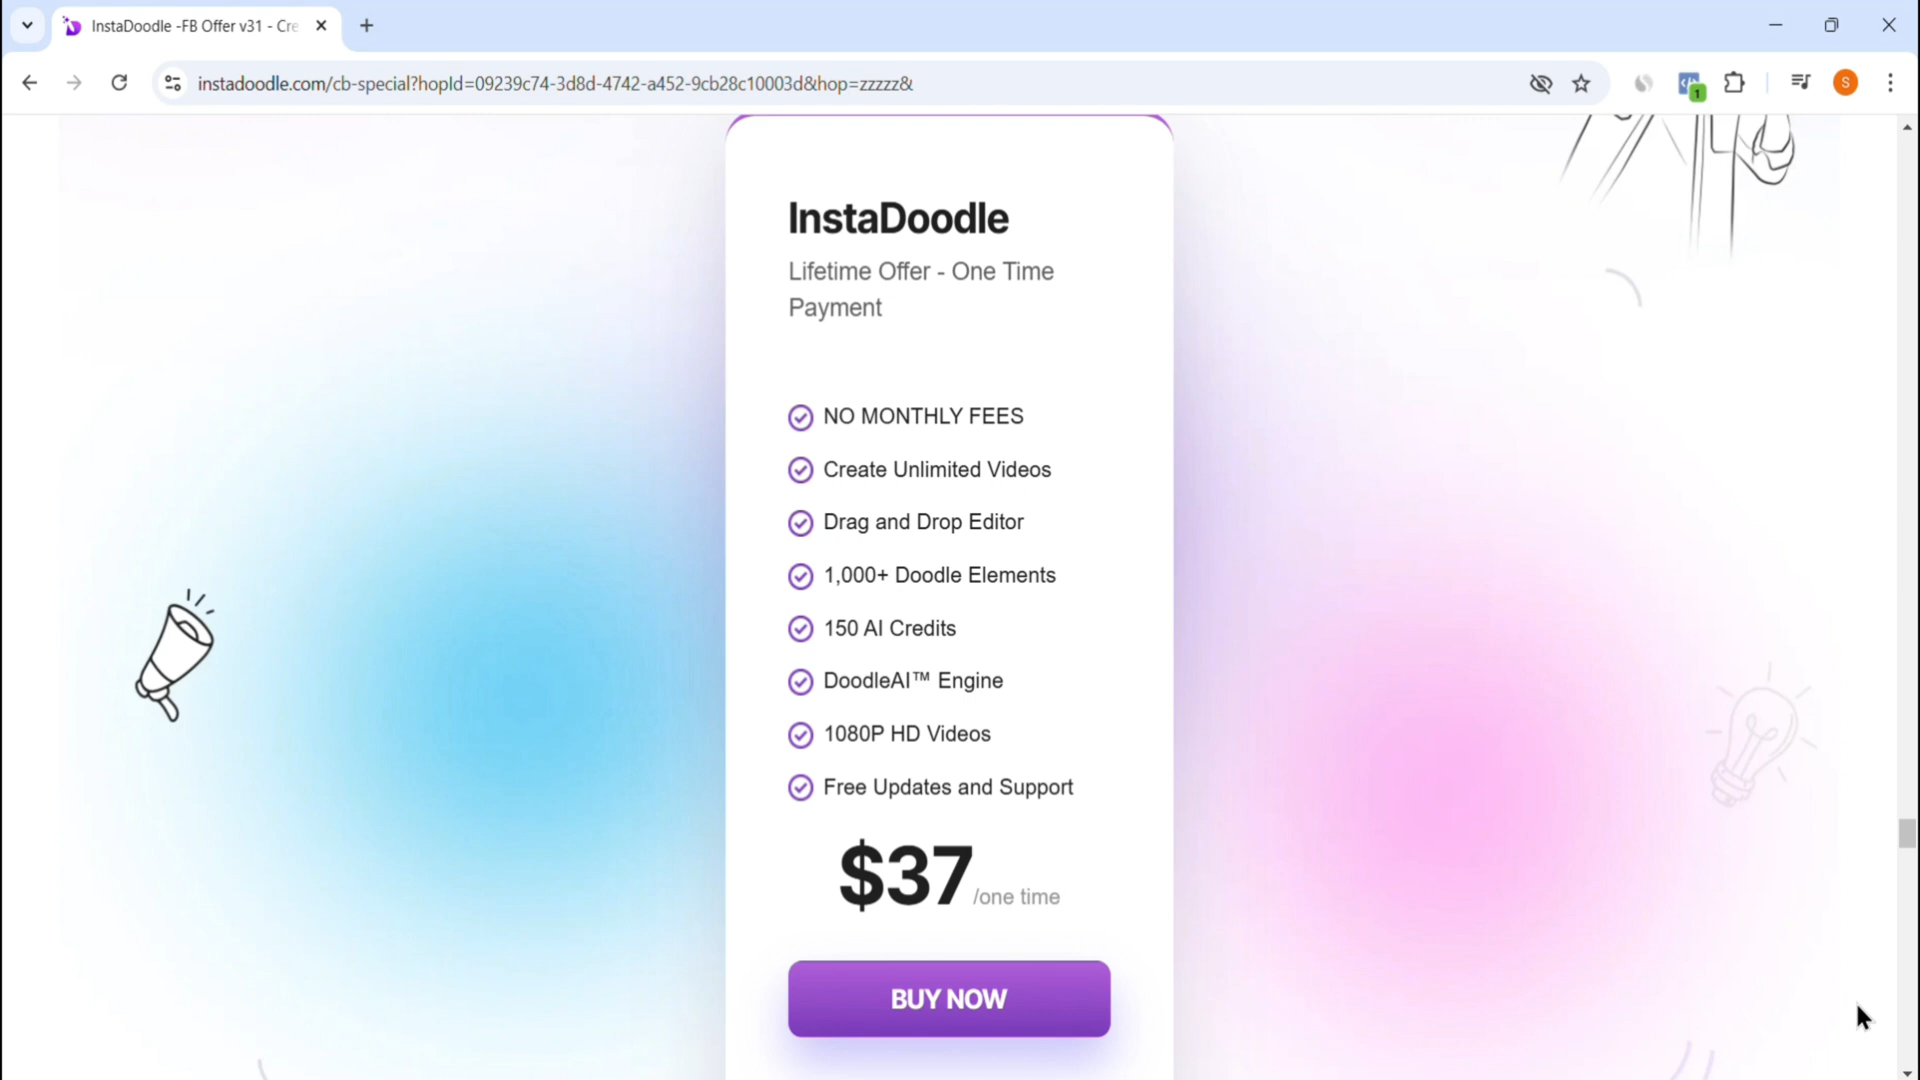 InstaDoodle -FB Offer v31 - Cre
instadoodle.com/cb-special?hopId=09239c74-3d8d-4742-a452-9cb28c10003d&hop=zzzzz&
1
S
InstaDoodle
Lifetime Offer - One Time
Payment
NO MONTHLY FEES
Create Unlimited Videos
Drag and Drop Editor
1,000+ Doodle Elements
150 AI Credits
DoodleAI™ Engine
1080P HD Videos
Free Updates and Support
$37/one time
BUY NOW